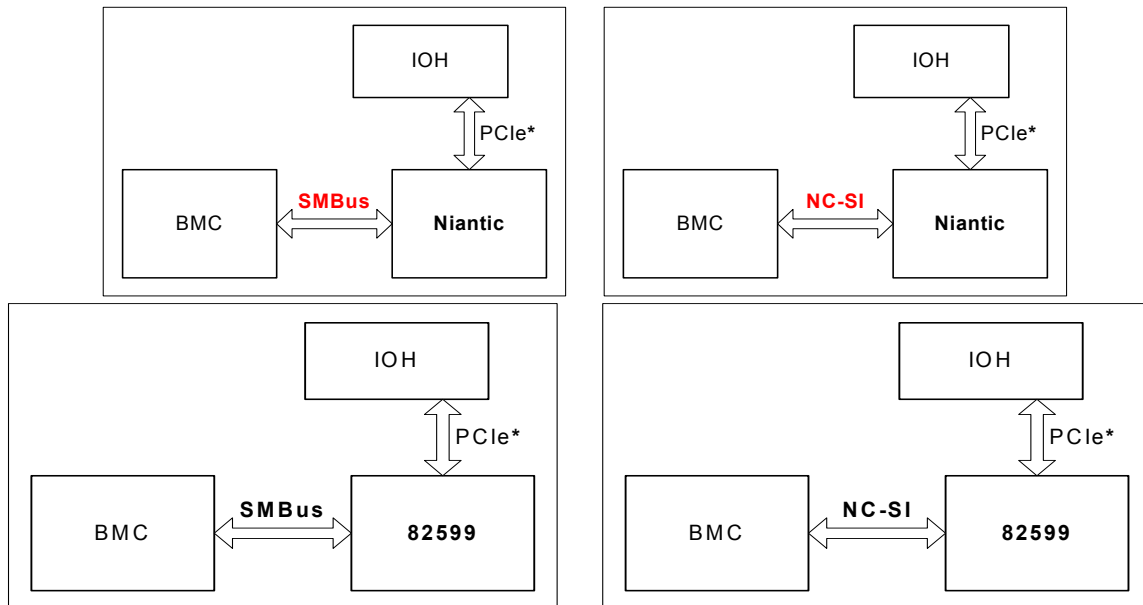 IOH
PCIe*
BMC
SMBus
Niantic
IOH
PCIe*
BMC
NC-SI
Niantic
IOH
PCIe*
BMC
SMBus
82599
IOH
PCIe*
BMC
NC-SI
82599